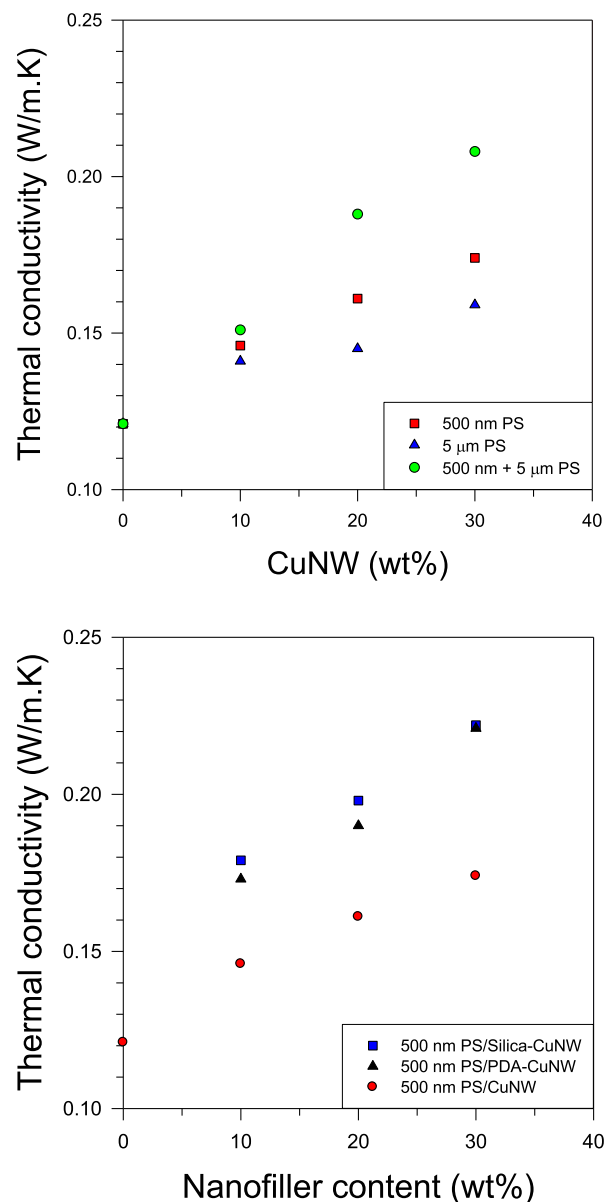 0.25
0.20
0.15
0.10
Thermal conductivity (W/m.K)
500 nm PS
5 μm PS
500 nm + 5 μm PS
0 10 20 30 40
CuNW (wt%)
0.25
0.20
0.15
0.10
Thermal conductivity (W/m.K)
500 nm PS/Silica-CuNW
500 nm PS/PDA-CuNW
500 nm PS/CuNW
0 10 20 30 40
Nanofiller content (wt%)